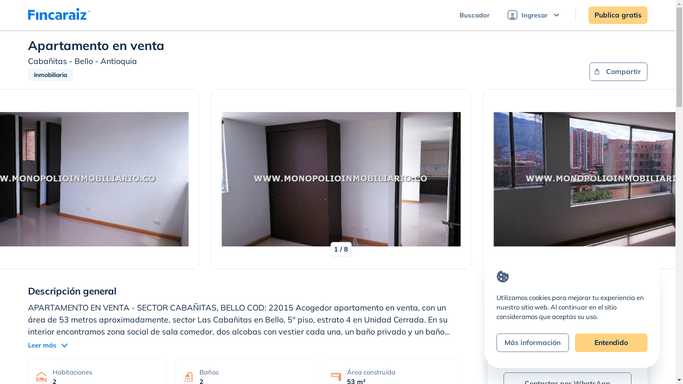 Fincaraiz
Buscador
Ingresar
Publica gratis
Apartamento en venta
Cabañitas - Bello - Antioquia
Inmobiliaria
Compartir
WWW.MONOPOLIOINMOBILIARIO.CO
WWW.MONOPOLIOINMOBILIARIO.CO
WWW.MONOPOLIOINMOBILI
1 / 8
Descripción general
APARTAMENTO EN VENTA - SECTOR CABAÑITAS, BELLO COD: 22015 Acogedor apartamento en venta, con un
área de 53 metros aproximadamente, sector Las Cabañitas en Bello, 5° piso, estrato 4 en Unidad Cerrada. En su
interior encontramos zona social de sala comedor, dos alcobas con vestier cada una, un baño privado y un baño...
Leer más
Habitaciones
2
Baños
2
Área construida
53 m²
Utilizamos cookies para mejorar tu experiencia en
nuestro sitio web. Al continuar en el sitio
consideramos que aceptas su uso.
Más información
Entendido
Contactar por WhatsApp